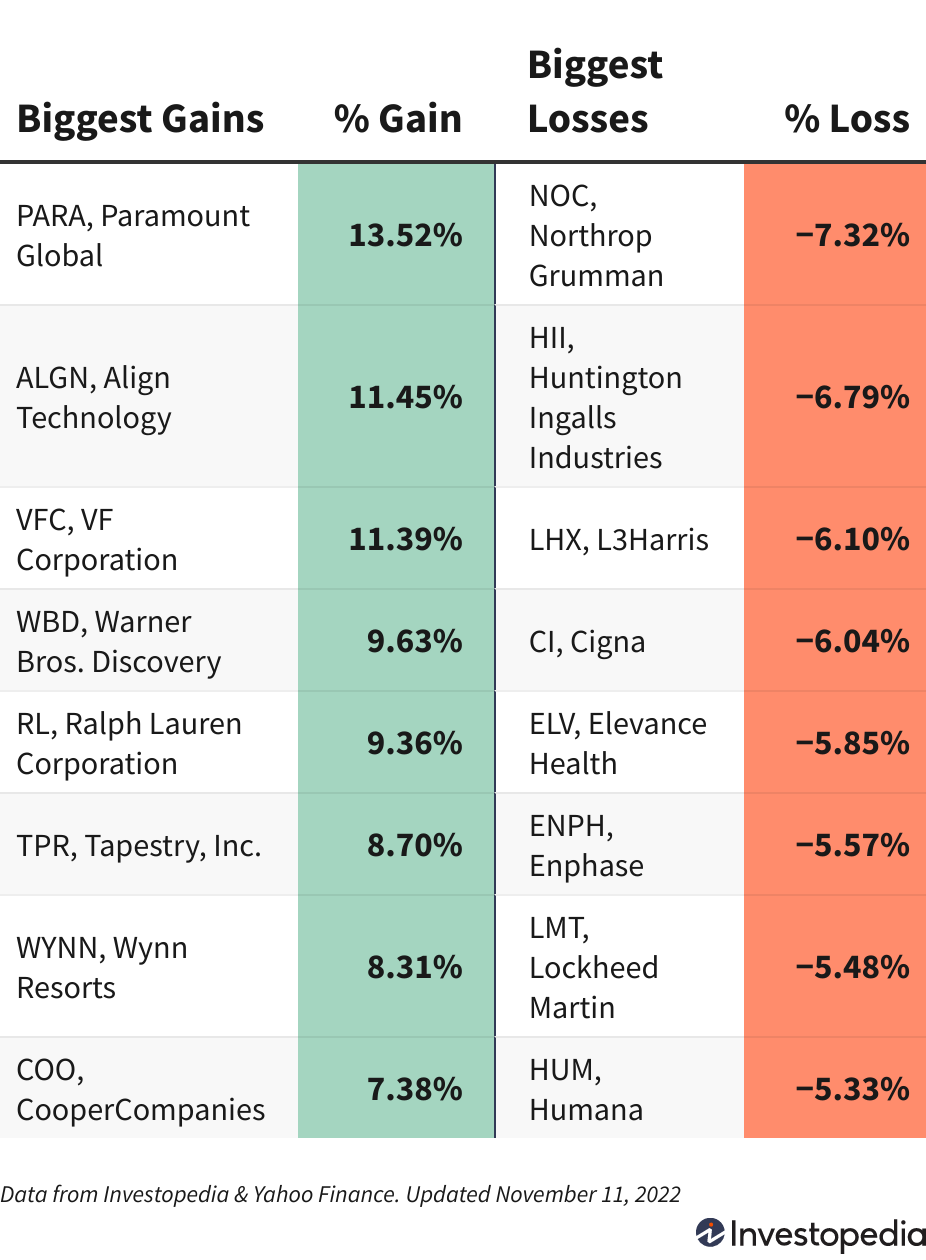 Biggest Gains % Gain Biggest Losses % Loss
PARA, Paramount Global 13.52% NOC, Northrop Grumman −7.32%
ALGN, Align Technology 11.45% HII, Huntington Ingalls Industries −6.79%
VFC, VF Corporation 11.39% LHX, L3Harris −6.10%
WBD, Warner Bros. Discovery 9.63% CI, Cigna −6.04%
RL, Ralph Lauren Corporation 9.36% ELV, Elevance Health −5.85%
TPR, Tapestry, Inc. 8.70% ENPH, Enphase −5.57%
WYNN, Wynn Resorts 8.31% LMT, Lockheed Martin −5.48%
COO, CooperCompanies 7.38% HUM, Humana −5.33%
Data from Investopedia & Yahoo Finance. Updated November 11, 2022
Investopedia